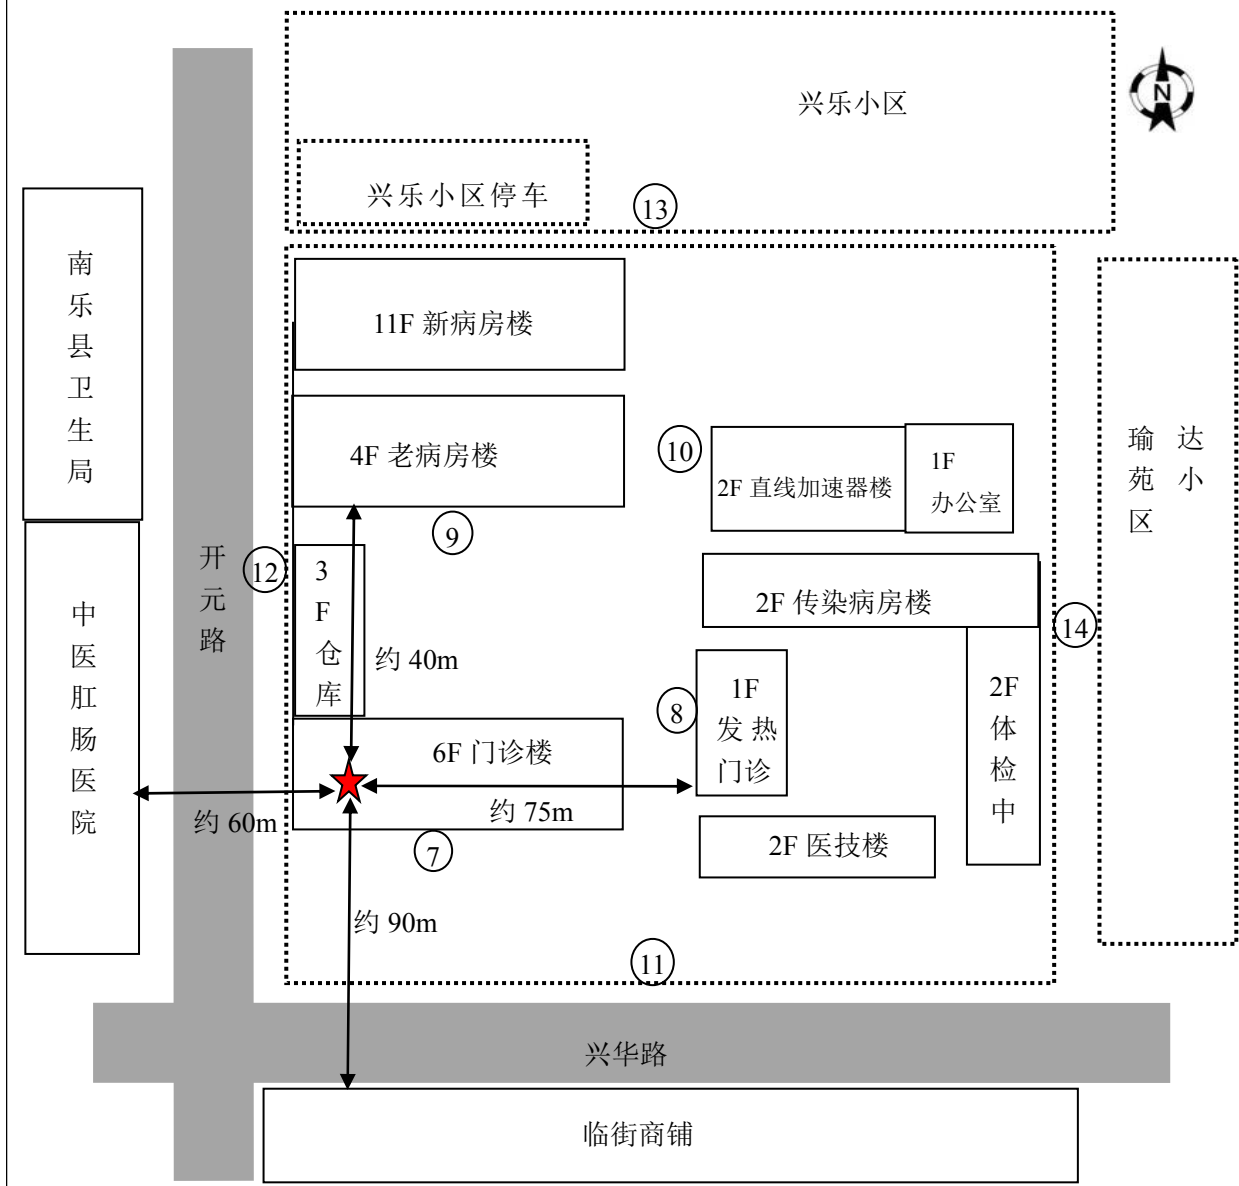 兴乐小区
N
兴乐小区停车
13
南乐县卫生局
11F 新病房楼
4F 老病房楼
10
2F 直线加速器楼
1F
办公室
瑜达
苑小
区
9
12
开元路
3F仓库
2F 传染病房楼
14
中医肛肠医院
约 40m
8
1F
发热
门诊
2F体检中
6F 门诊楼
约 60m
约 75m
7
2F 医技楼
约 90m
11
兴华路
临街商铺